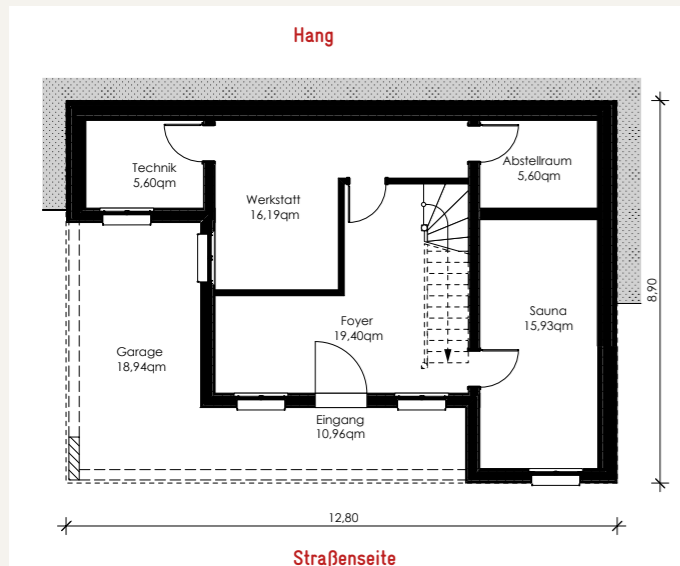 Hang
Technik
5,60qm
Abstellraum
5,60qm
Werkstatt
16,19qm
8,90
Sauna
15,93qm
Foyer
19,40qm
Garage
18,94qm
Eingang
10,96qm
12,80
Straßenseite